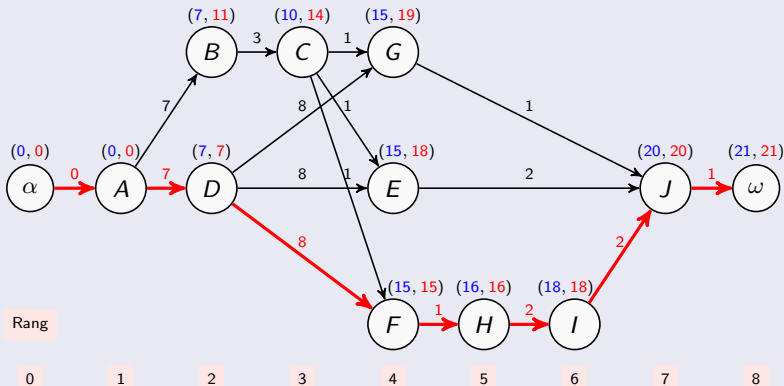 (7, 11) (10, 14) (15, 19)
B 3 C 1 G
7 8 1 1
(0, 0) (0, 0) (7, 7) (15, 18) (20, 20) (21, 21)
α 0 A 7 D 8 1 E 2 J 1 ω
8 2
(15, 15) (16, 16) (18, 18)
F 1 H 2 I
Rang
0 1 2 3 4 5 6 7 8